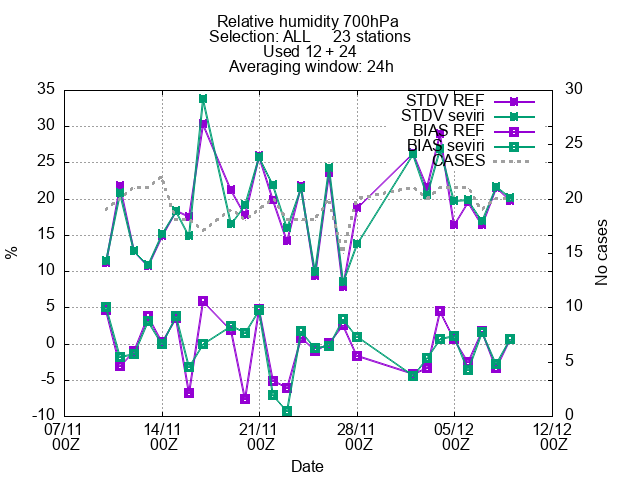 Relative humidity 700hPa
Selection: ALL 23 stations
Used 12 + 24
Averaging window: 24h
STDV REF
STDV seviri
BIAS REF
BIAS seviri
CASES
35
30
25
20
15
10
5
0
-5
-10
30
25
20
15
10
5
0
%
No cases
07/11 14/11 21/11 28/11 05/12 12/12
00Z 00Z 00Z 00Z 00Z 00Z
Date